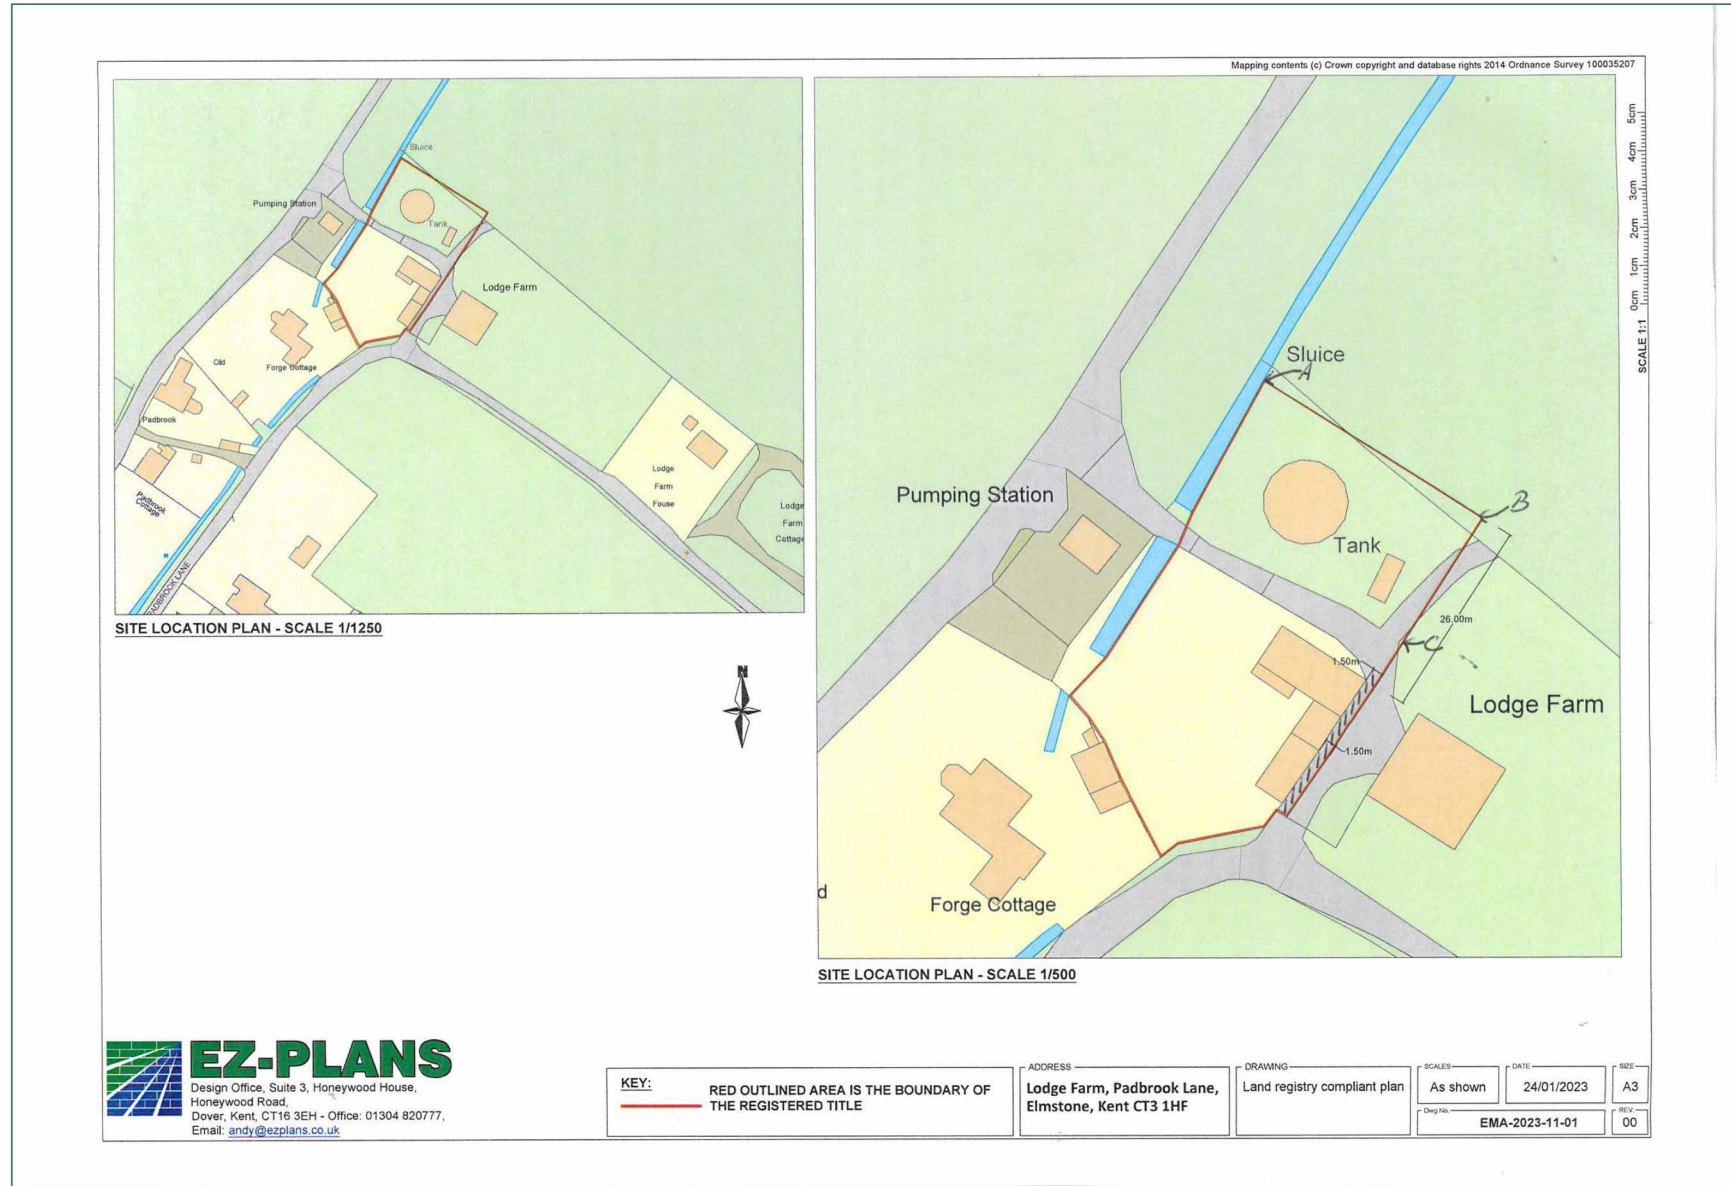 Mapping contents (c) Crown copyright and database rights 2014 Ordnance Survey 100035207
Sluice
Pumping Station
Tank
Lodge Farm
Old
Forge Cottage
Padbrook
Padbrook
Cottage
PADBROOK LANE
Lodge
Farm
House
Lodge
Farm
Cottage
SITE LOCATION PLAN - SCALE 1/1250
N
Sluice
A
Pumping Station
B
Tank
26.00m
C
1.50m
Lodge Farm
1.50m
d
Forge Cottage
SITE LOCATION PLAN - SCALE 1/500
5cm
4cm
3cm
2cm
1cm
0cm
SCALE 1:1
EZ-PLANS
Design Office, Suite 3, Honeywood House,
Honeywood Road,
Dover, Kent, CT16 3EH - Office: 01304 820777,
Email: andy@ezplans.co.uk
KEY:
RED OUTLINED AREA IS THE BOUNDARY OF
THE REGISTERED TITLE
ADDRESS
Lodge Farm, Padbrook Lane,
Elmstone, Kent CT3 1HF
DRAWING
Land registry compliant plan
SCALES
As shown
DATE
24/01/2023
SIZE
A3
Dwg No.
EMA-2023-11-01
REV.
00